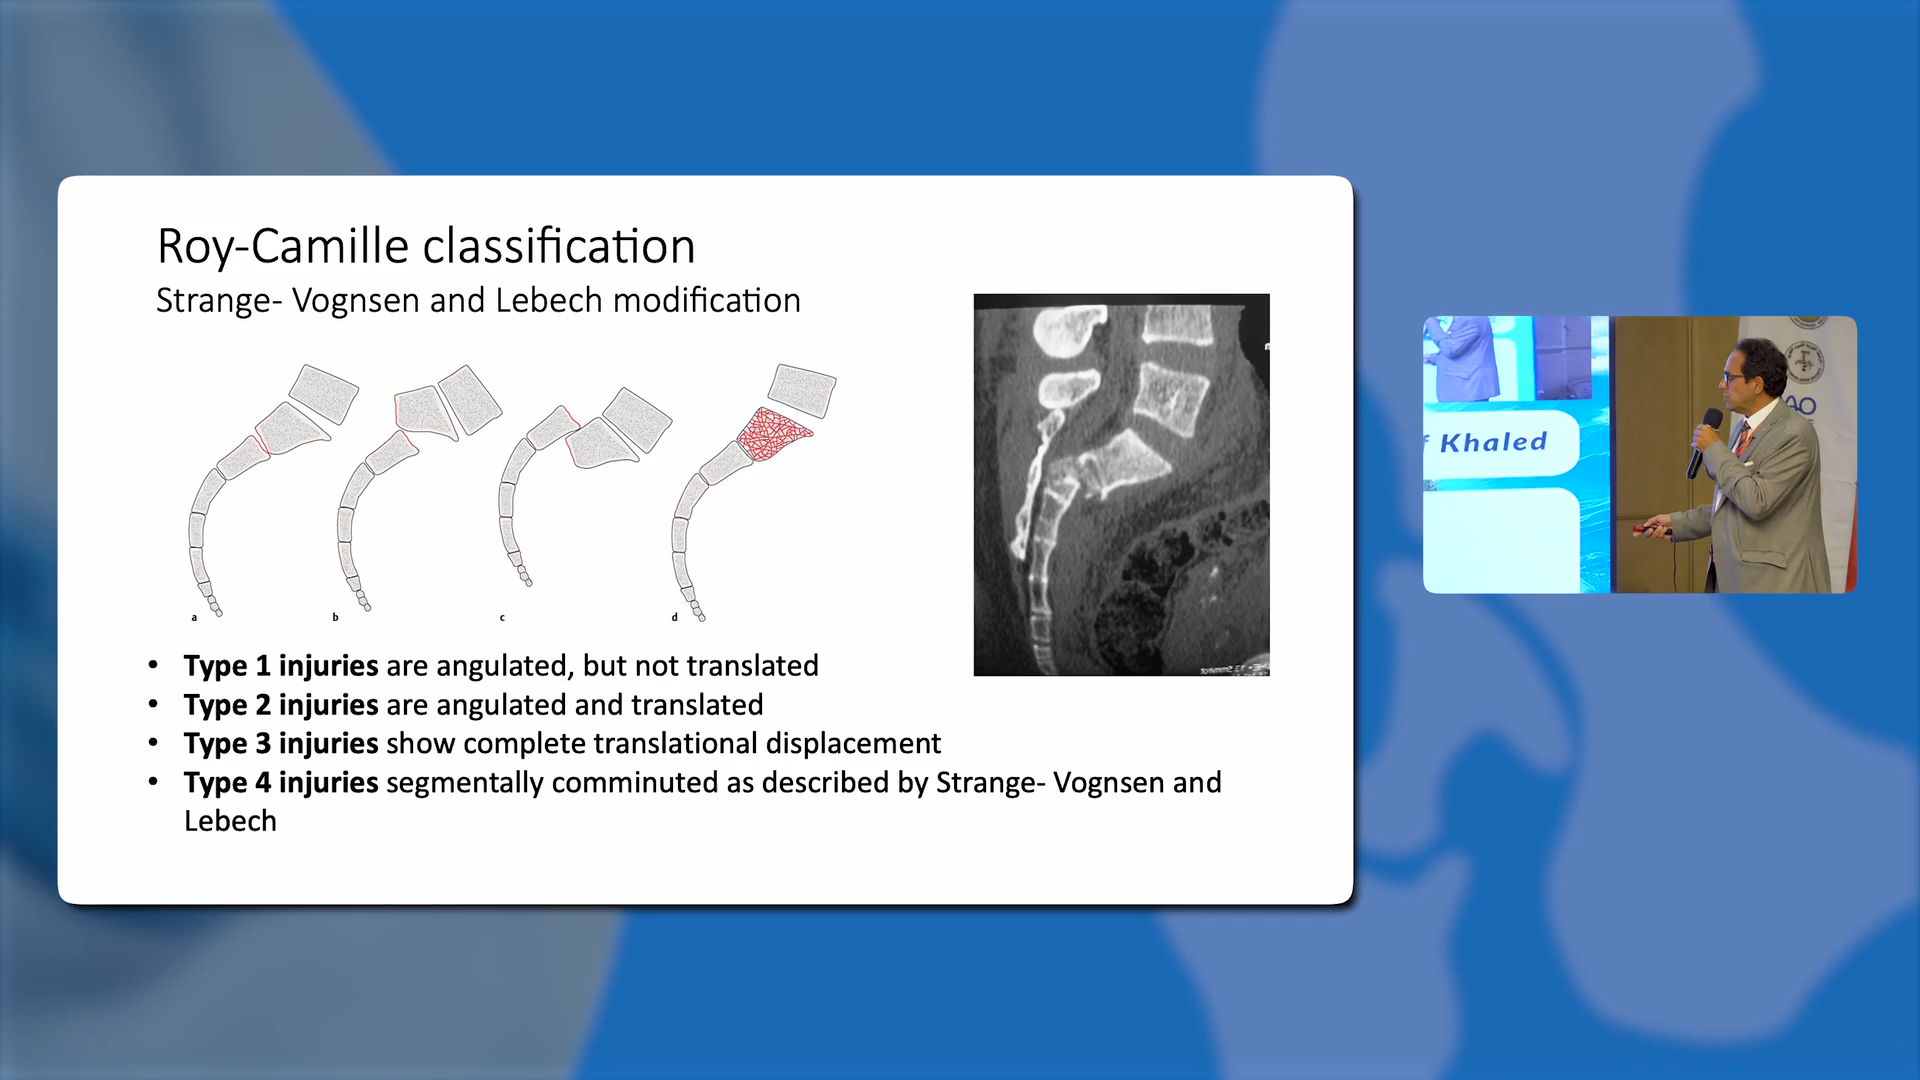 Roy-Camille classification
Strange- Vognsen and Lebech modification
a
b
c
d
• Type 1 injuries are angulated, but not translated
• Type 2 injuries are angulated and translated
• Type 3 injuries show complete translational displacement
• Type 4 injuries segmentally comminuted as described by Strange- Vognsen and
Lebech
Khaled
AO